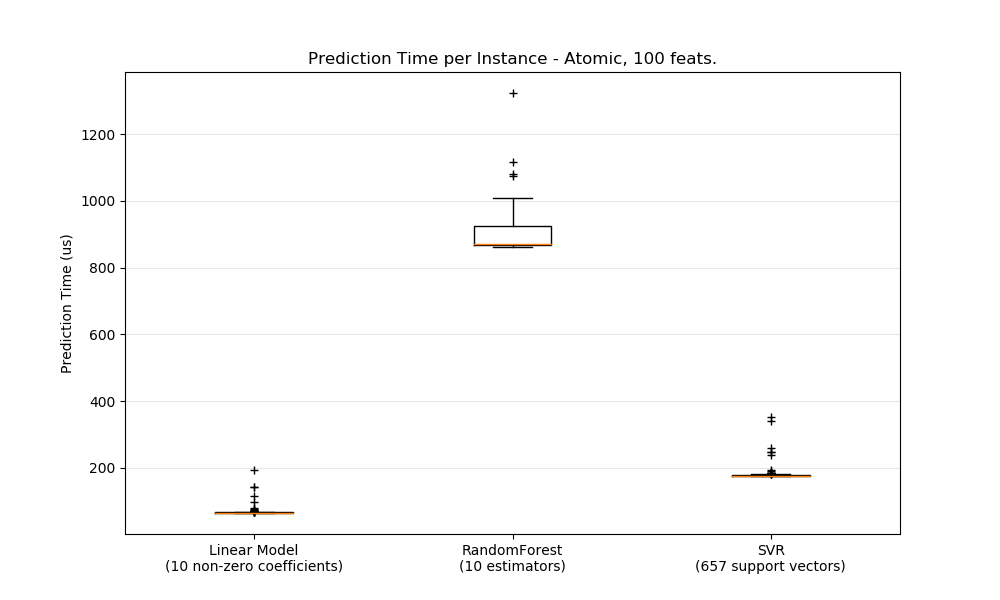 Prediction Time per Instance - Atomic, 100 feats.
Prediction Time (us)
1200
1000
800
600
400
200
Linear Model
(10 non-zero coefficients)
RandomForest
(10 estimators)
SVR
(657 support vectors)